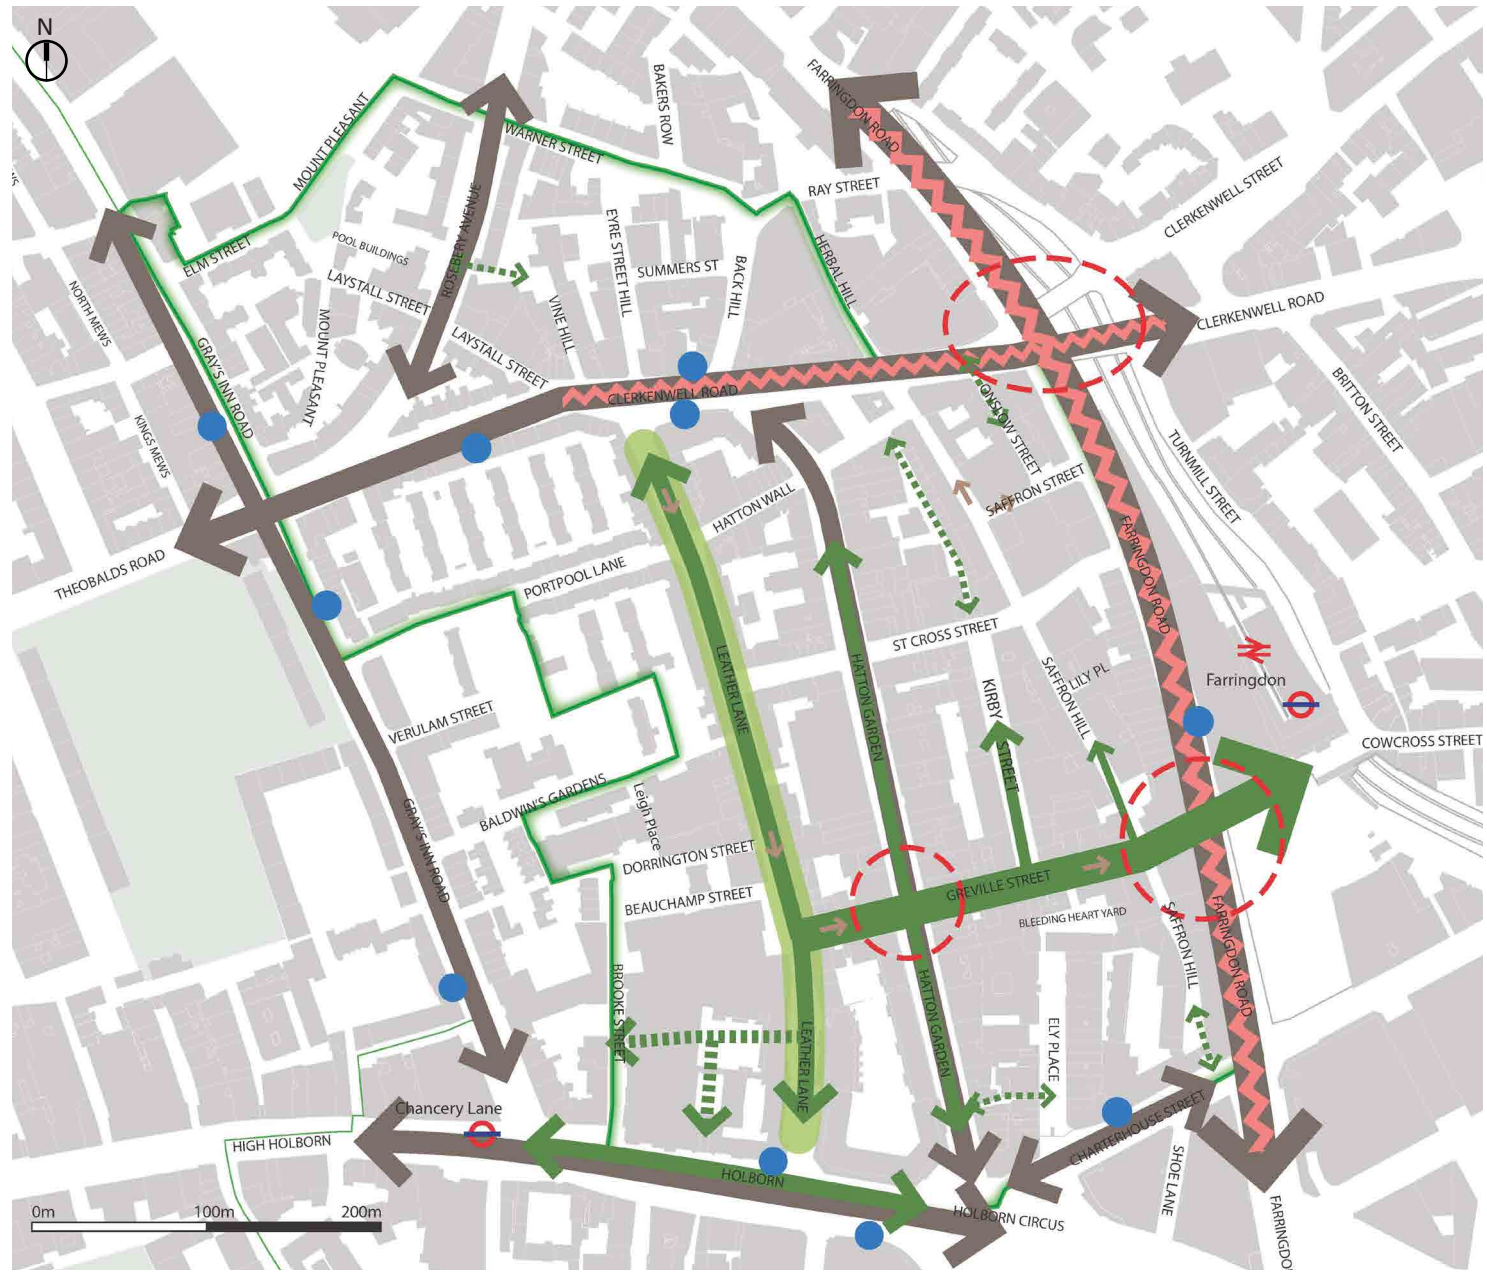 N
FARRINGDON ROAD
BAKERS ROW
MOUNT PLEASANT
WARNER STREET
RAY STREET
CLERKENWELL STREET
ROSEBERY AVENUE
EYRE STREET HILL
POOL BUILDINGS
ELM STREET
SUMMERS ST
BACK HILL
HERBAL HILL
LAYSTALL STREET
NORTH MEWS
MOUNT PLEASANT
VINE HILL
CLERKENWELL ROAD
LAYSTALL STREET
GRAY'S INN ROAD
CLERKENWELL ROAD
BRITTON STREET
KINGS MEWS
ONSLOW STREET
TURNMILL STREET
SAFFRON STREET
HATTON WALL
THEOBALDS ROAD
PORTPOOL LANE
FARRINGDON ROAD
ST CROSS STREET
LEATHER LANE
HATTON GARDEN
KIRBY STREET
SAFFRON HILL
LILY PL
Farringdon
VERULAM STREET
COWCROSS STREET
BALDWIN'S GARDENS
Leigh Place
GRAY'S INN ROAD
DORRINGTON STREET
GREVILLE STREET
BEAUCHAMP STREET
BLEEDING HEART YARD
SAFFRON HILL
FARRINGDON ROAD
BROOKE STREET
HATTON GARDEN
LEATHER LANE
ELY PLACE
Chancery Lane
CHARTERHOUSE STREET
HIGH HOLBORN
HOLBORN
SHOE LANE
HOLBORN CIRCUS
0m 100m 200m